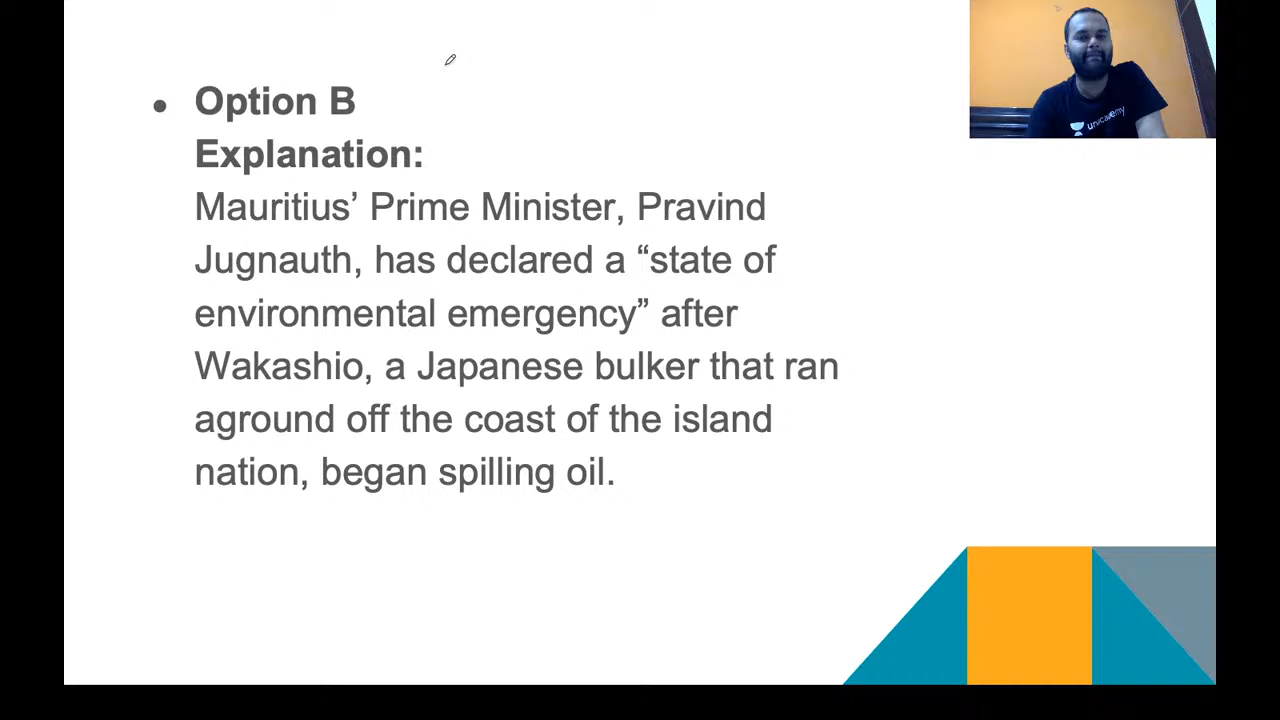 Option B
Explanation:
Mauritius’ Prime Minister, Pravind
Jugnauth, has declared a “state of
environmental emergency” after
Wakashio, a Japanese bulker that ran
aground off the coast of the island
nation, began spilling oil.
unacademy